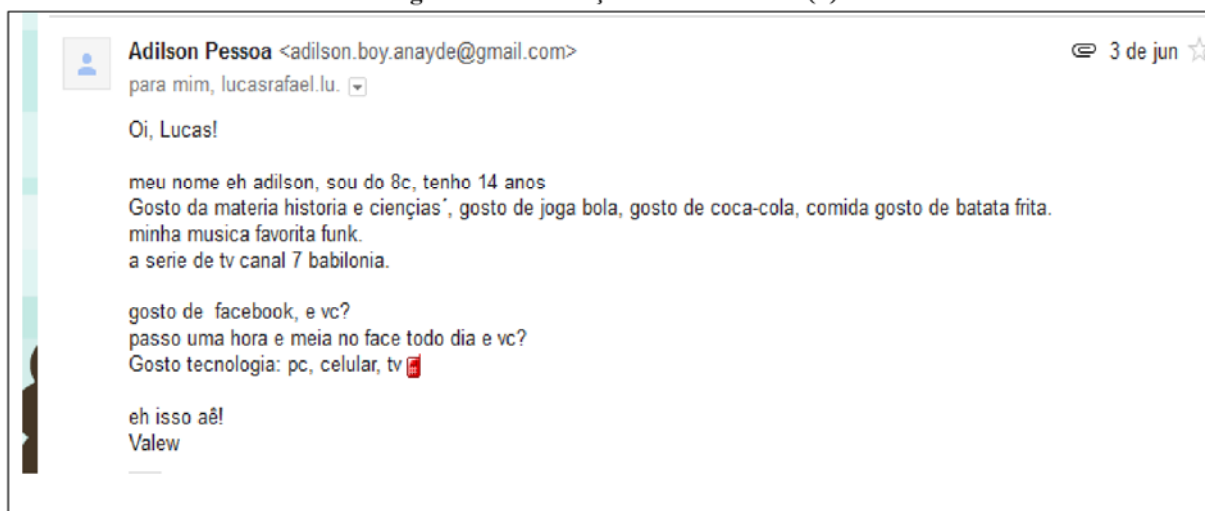 Adilson Pessoa <adilson.boy.anayde@gmail.com> 3 de jun
para mim, lucasrafael.lu.
Oi, Lucas!
meu nome eh adilson, sou do 8c, tenho 14 anos
Gosto da materia historia e ciençias´, gosto de joga bola, gosto de coca-cola, comida gosto de batata frita.
minha musica favorita funk.
a serie de tv canal 7 babilonia.
gosto de facebook, e vc?
passo uma hora e meia no face todo dia e vc?
Gosto tecnologia: pc, celular, tv
eh isso aê!
Valew